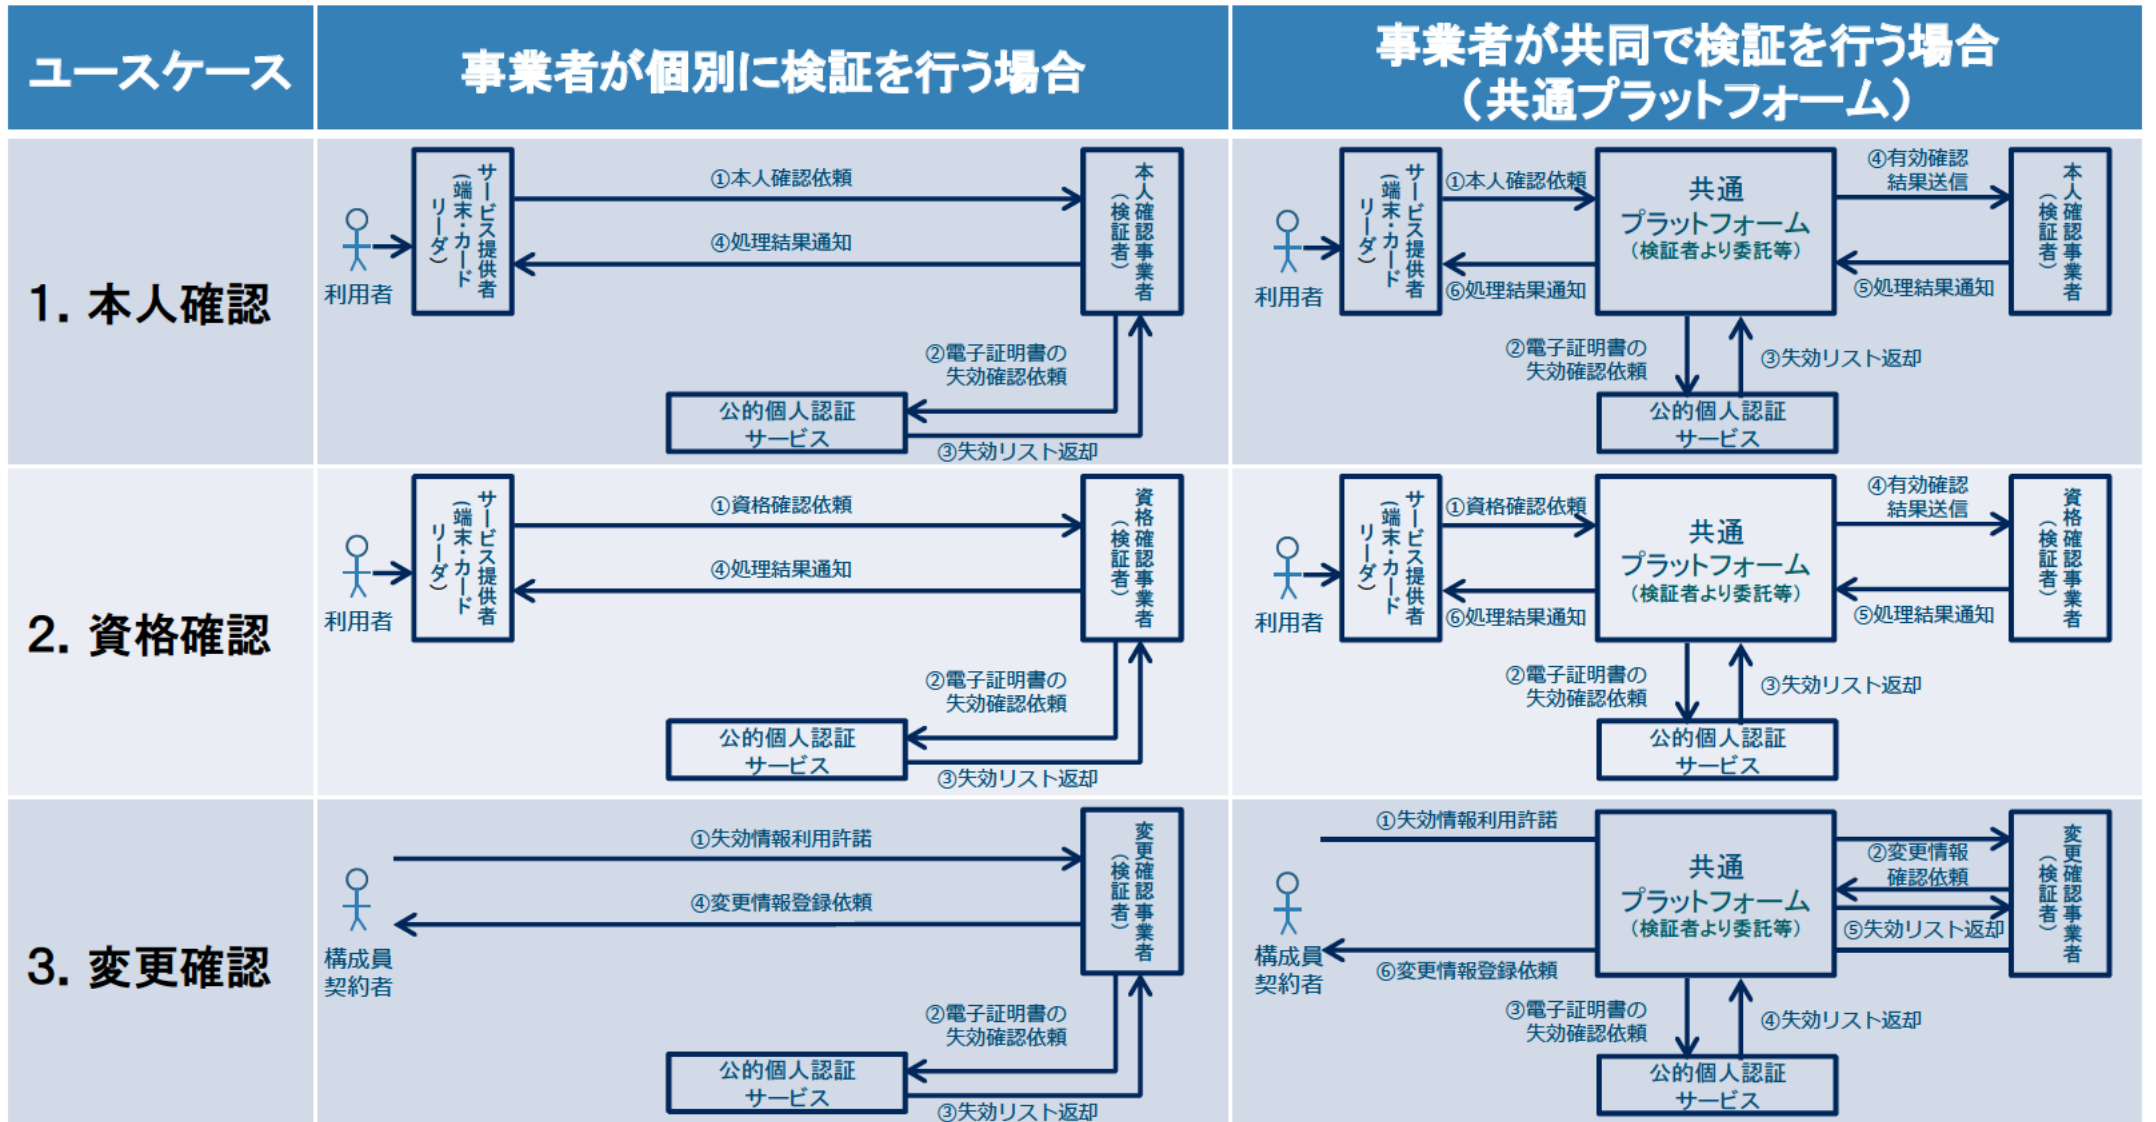 ユースケース
事業者が個別に検証を行う場合
事業者が共同で検証を行う場合
（共通プラットフォーム）
1. 本人確認
利用者
サービス提供者
（端末・カード
リーダ）
①本人確認依頼
④処理結果通知
本人確認事業者
（検証者）
②電子証明書の
失効確認依頼
公的個人認証
サービス
③失効リスト返却
利用者
サービス提供者
（端末・カード
リーダ）
①本人確認依頼
⑥処理結果通知
共通
プラットフォーム
（検証者より委託等）
④有効確認
結果送信
⑤処理結果通知
本人確認事業者
（検証者）
②電子証明書の
失効確認依頼
③失効リスト返却
公的個人認証
サービス
2. 資格確認
利用者
サービス提供者
（端末・カード
リーダ）
①資格確認依頼
④処理結果通知
資格確認事業者
（検証者）
②電子証明書の
失効確認依頼
公的個人認証
サービス
③失効リスト返却
利用者
サービス提供者
（端末・カード
リーダ）
①資格確認依頼
⑥処理結果通知
共通
プラットフォーム
（検証者より委託等）
④有効確認
結果送信
⑤処理結果通知
資格確認事業者
（検証者）
②電子証明書の
失効確認依頼
③失効リスト返却
公的個人認証
サービス
3. 変更確認
構成員
契約者
①失効情報利用許諾
④変更情報登録依頼
変更確認事業者
（検証者）
②電子証明書の
失効確認依頼
公的個人認証
サービス
③失効リスト返却
構成員
契約者
①失効情報利用許諾
⑥変更情報登録依頼
共通
プラットフォーム
（検証者より委託等）
②変更情報
確認依頼
⑤失効リスト返却
変更確認事業者
（検証者）
③電子証明書の
失効確認依頼
④失効リスト返却
公的個人認証
サービス